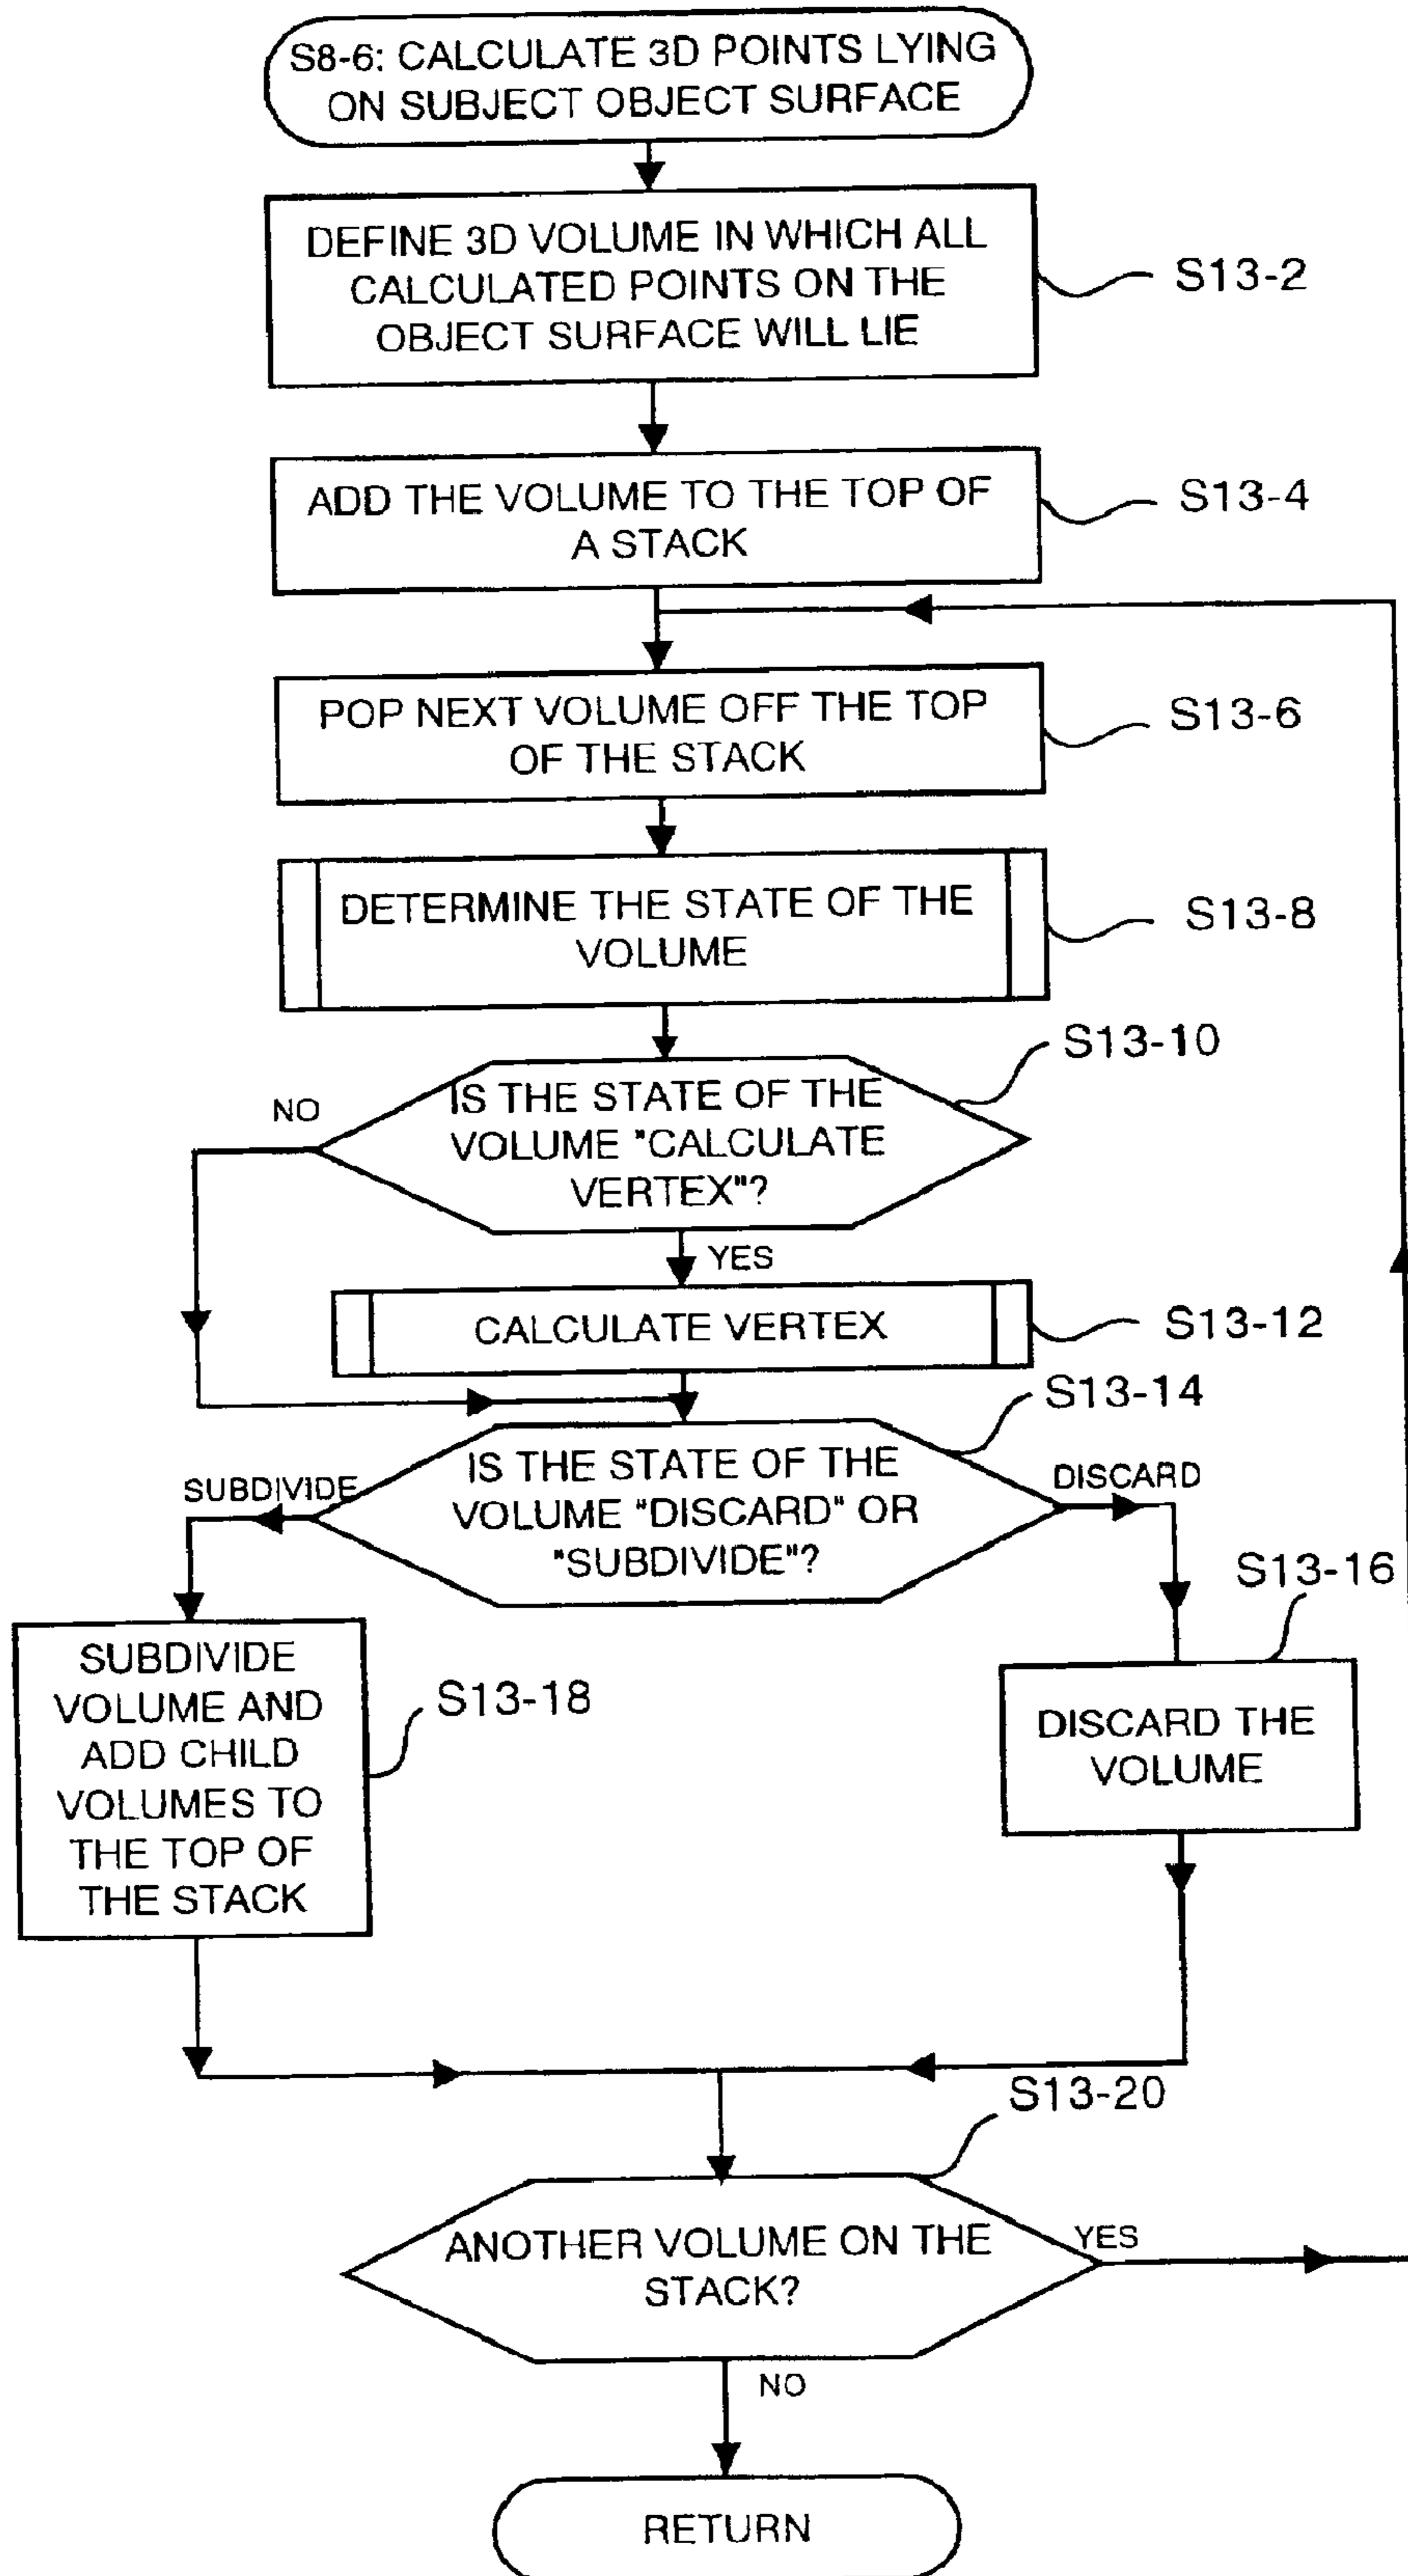 S8-6: CALCULATE 3D POINTS LYING
ON SUBJECT OBJECT SURFACE
DEFINE 3D VOLUME IN WHICH ALL
CALCULATED POINTS ON THE
OBJECT SURFACE WILL LIE
S13-2
ADD THE VOLUME TO THE TOP OF
A STACK
S13-4
POP NEXT VOLUME OFF THE TOP
OF THE STACK
S13-6
DETERMINE THE STATE OF THE
VOLUME
S13-8
S13-10
NO
IS THE STATE OF THE
VOLUME "CALCULATE
VERTEX"?
YES
CALCULATE VERTEX
S13-12
S13-14
IS THE STATE OF THE
VOLUME "DISCARD" OR
"SUBDIVIDE"?
SUBDIVIDE
DISCARD
S13-16
SUBDIVIDE
VOLUME AND
ADD CHILD
VOLUMES TO
THE TOP OF
THE STACK
S13-18
DISCARD THE
VOLUME
S13-20
ANOTHER VOLUME ON THE
STACK?
YES
NO
RETURN